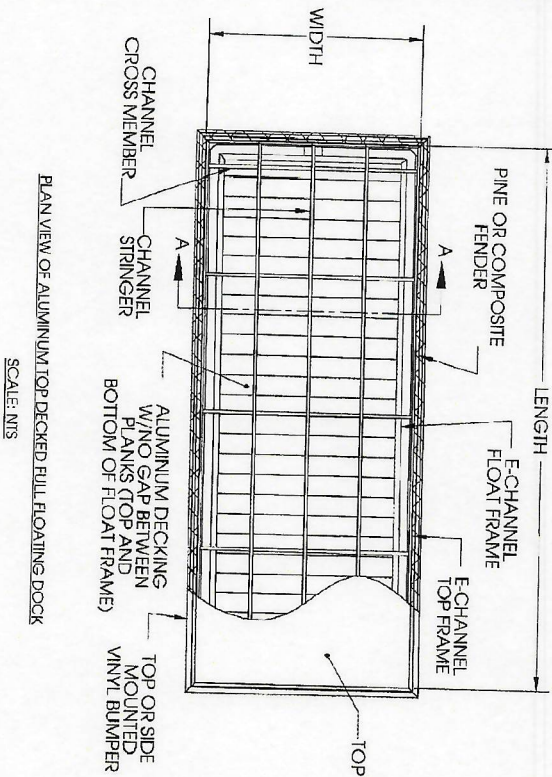 WIDTH
LENGTH
PINE OR COMPOSITE
FENDER
E-CHANNEL
FLOAT FRAME
E-CHANNEL
TOP FRAME
A
A
CHANNEL
CROSS MEMBER
CHANNEL
STRINGER
ALUMINUM DECKING
W/NO GAP BETWEEN
PLANKS (TOP AND
BOTTOM OF FLOAT FRAME)
TOP OR SIDE
MOUNTED
VINYL BUMPER
TOP
PLAN VIEW OF ALUMINUM TOP DECKED FULL FLOATING DOCK
SCALE: NTS